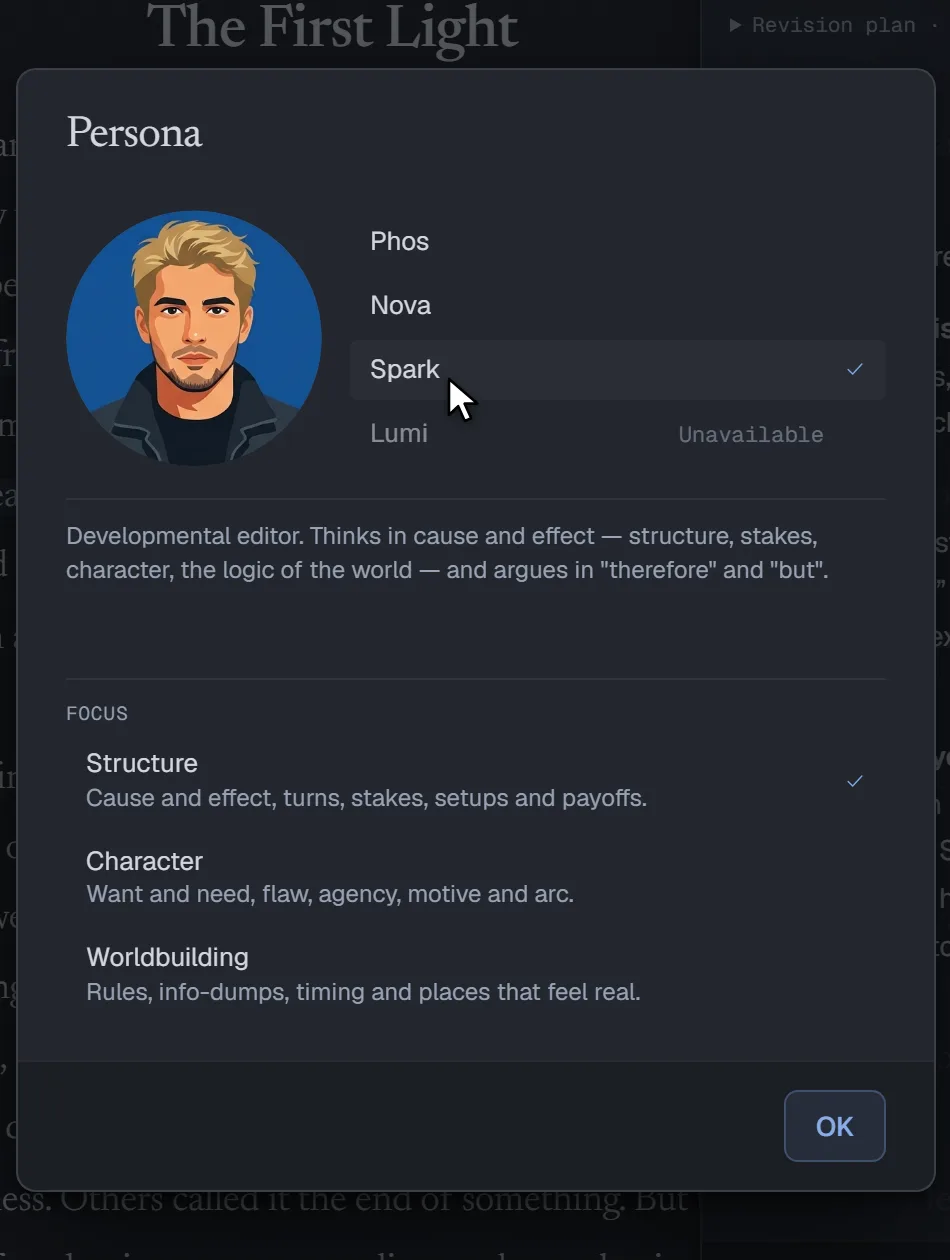 The First Light
▶ Revision plan ·
Persona
Phos
Nova
Spark
Lumi
Unavailable
Developmental editor. Thinks in cause and effect — structure, stakes,
character, the logic of the world — and argues in "therefore" and "but".
FOCUS
Structure
Cause and effect, turns, stakes, setups and payoffs.
Character
Want and need, flaw, agency, motive and arc.
Worldbuilding
Rules, info-dumps, timing and places that feel real.
OK
Others called it the end of something. But